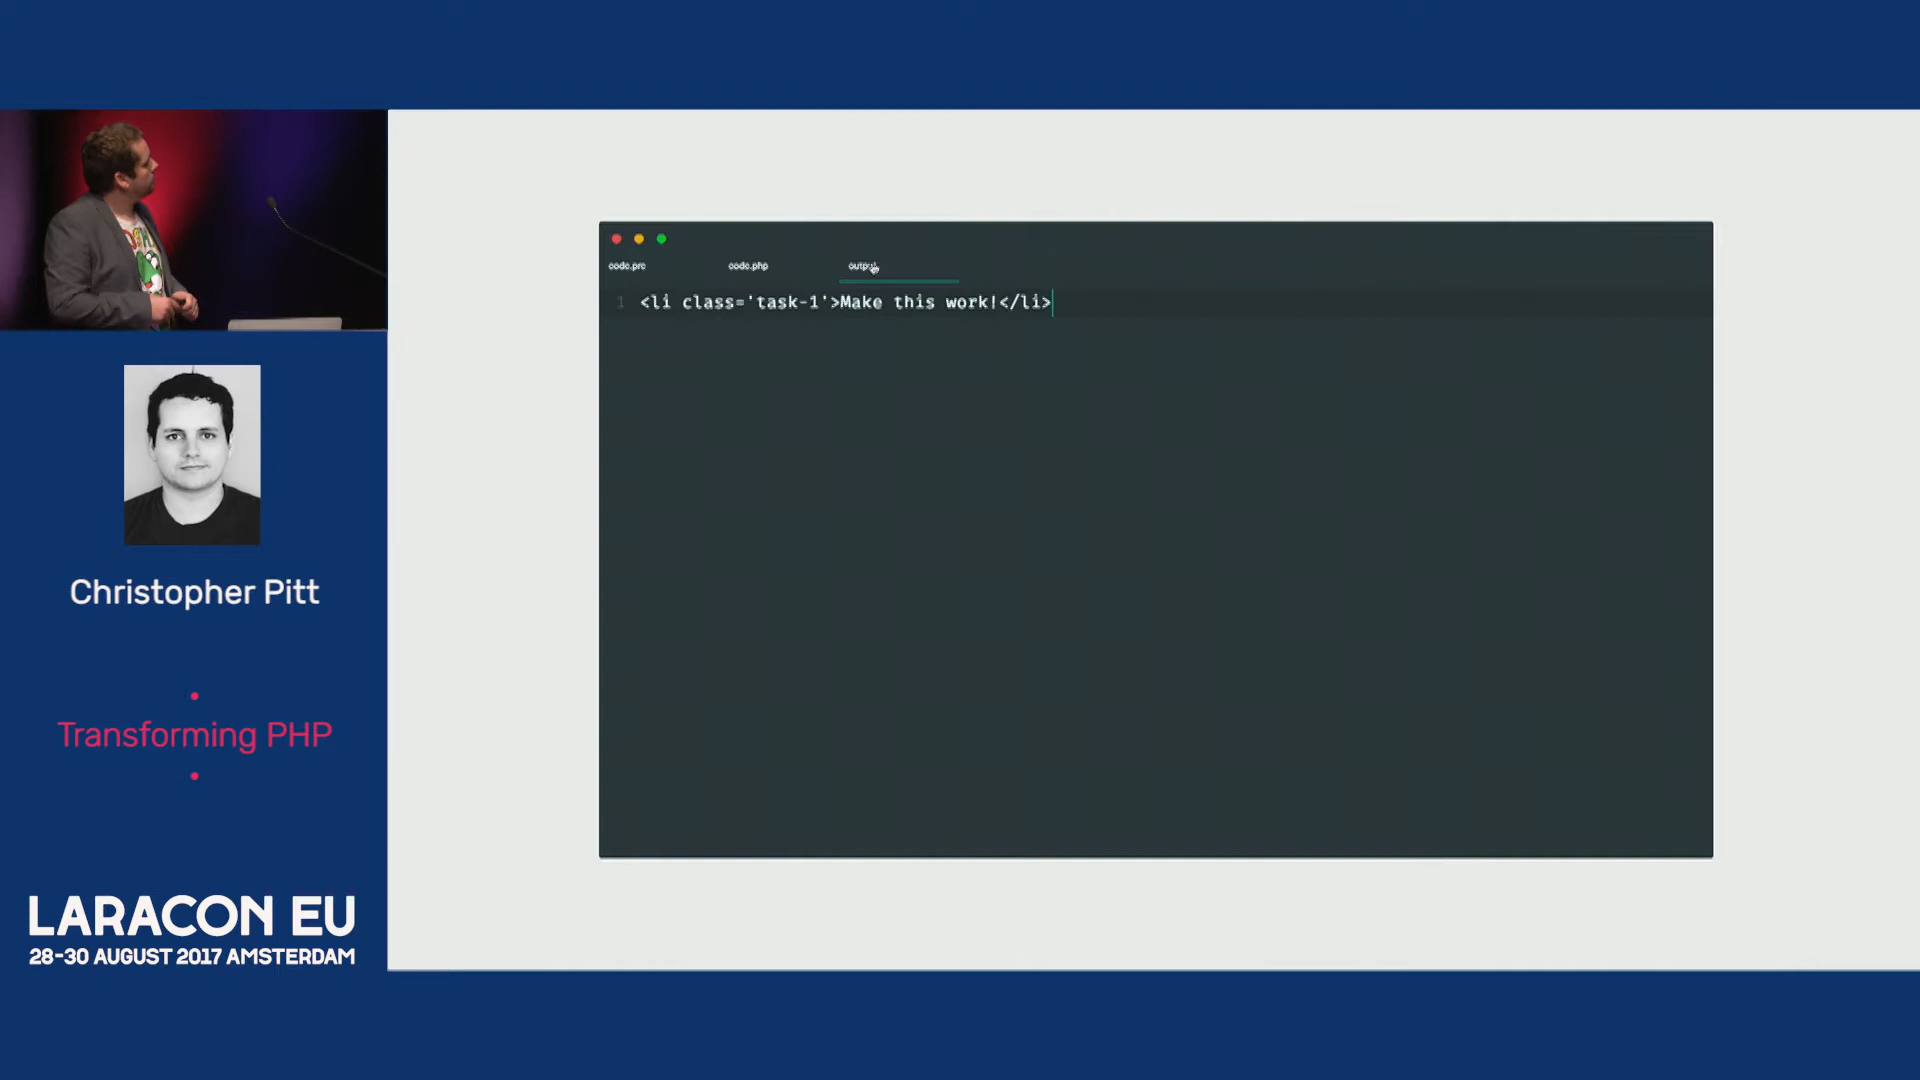 code.pre
code.php
1 <li class='task-1'>Make this work!</li>
Christopher Pitt
Transforming PHP
LARACON EU
28-30 AUGUST 2017 AMSTERDAM